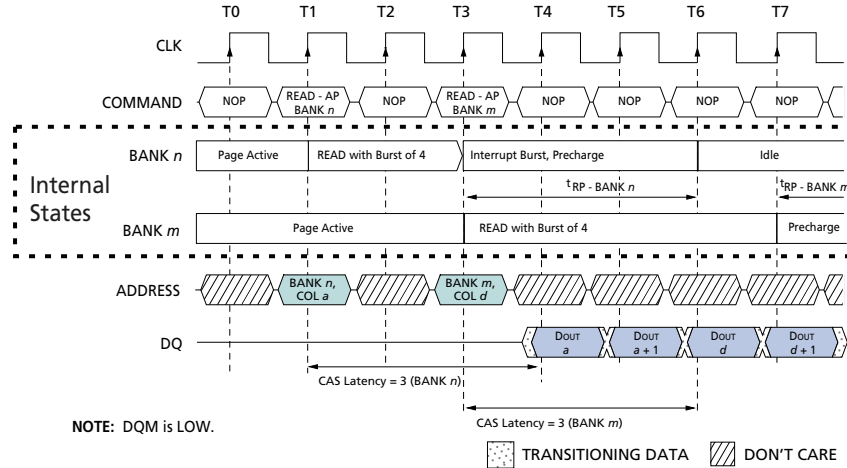 T0 T1 T2 T3 T4 T5 T6 T7
CLK
COMMAND NOP READ - AP BANK n NOP READ - AP BANK m NOP NOP NOP NOP
Internal States
BANK n Page Active READ with Burst of 4 Interrupt Burst, Precharge Idle
tRP - BANK n tRP - BANK m
BANK m Page Active READ with Burst of 4 Precharge
ADDRESS BANK n, COL a BANK m, COL d
DQ DOUT a DOUT a + 1 DOUT d DOUT d + 1
CAS Latency = 3 (BANK n)
CAS Latency = 3 (BANK m)
NOTE: DQM is LOW.
TRANSITIONING DATA DON'T CARE